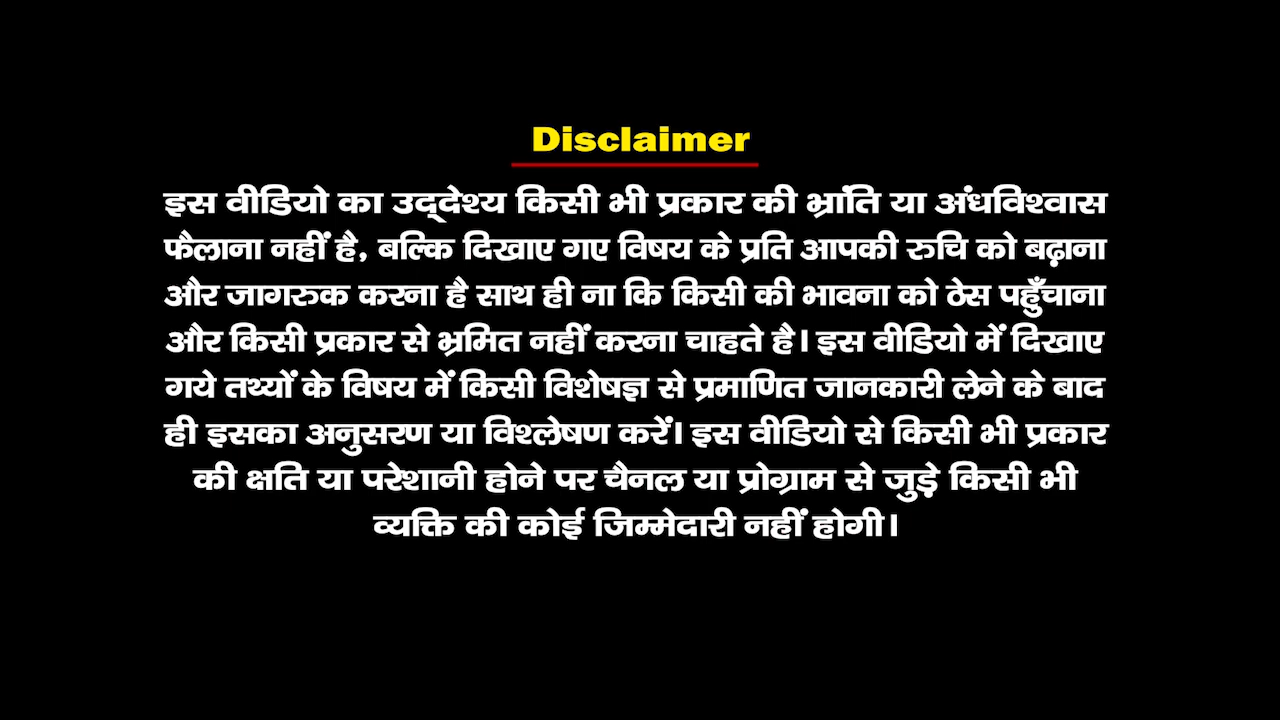 Disclaimer
इस वीडियो का उद्देश्य किसी भी प्रकार की भ्रांति या अंधविश्वास
फैलाना नहीं है, बल्कि दिखाए गए विषय के प्रति आपकी रुचि को बढ़ाना
और जागरुक करना है साथ ही ना कि किसी की भावना को ठेस पहुँचाना
और किसी प्रकार से भ्रमित नहीं करना चाहते है। इस वीडियो में दिखाए
गये तथ्यों के विषय में किसी विशेषज्ञ से प्रमाणित जानकारी लेने के बाद
ही इसका अनुसरण या विश्लेषण करें। इस वीडियो से किसी भी प्रकार
की क्षति या परेशानी होने पर चैनल या प्रोग्राम से जुड़े किसी भी
व्यक्ति की कोई जिम्मेदारी नहीं होगी।